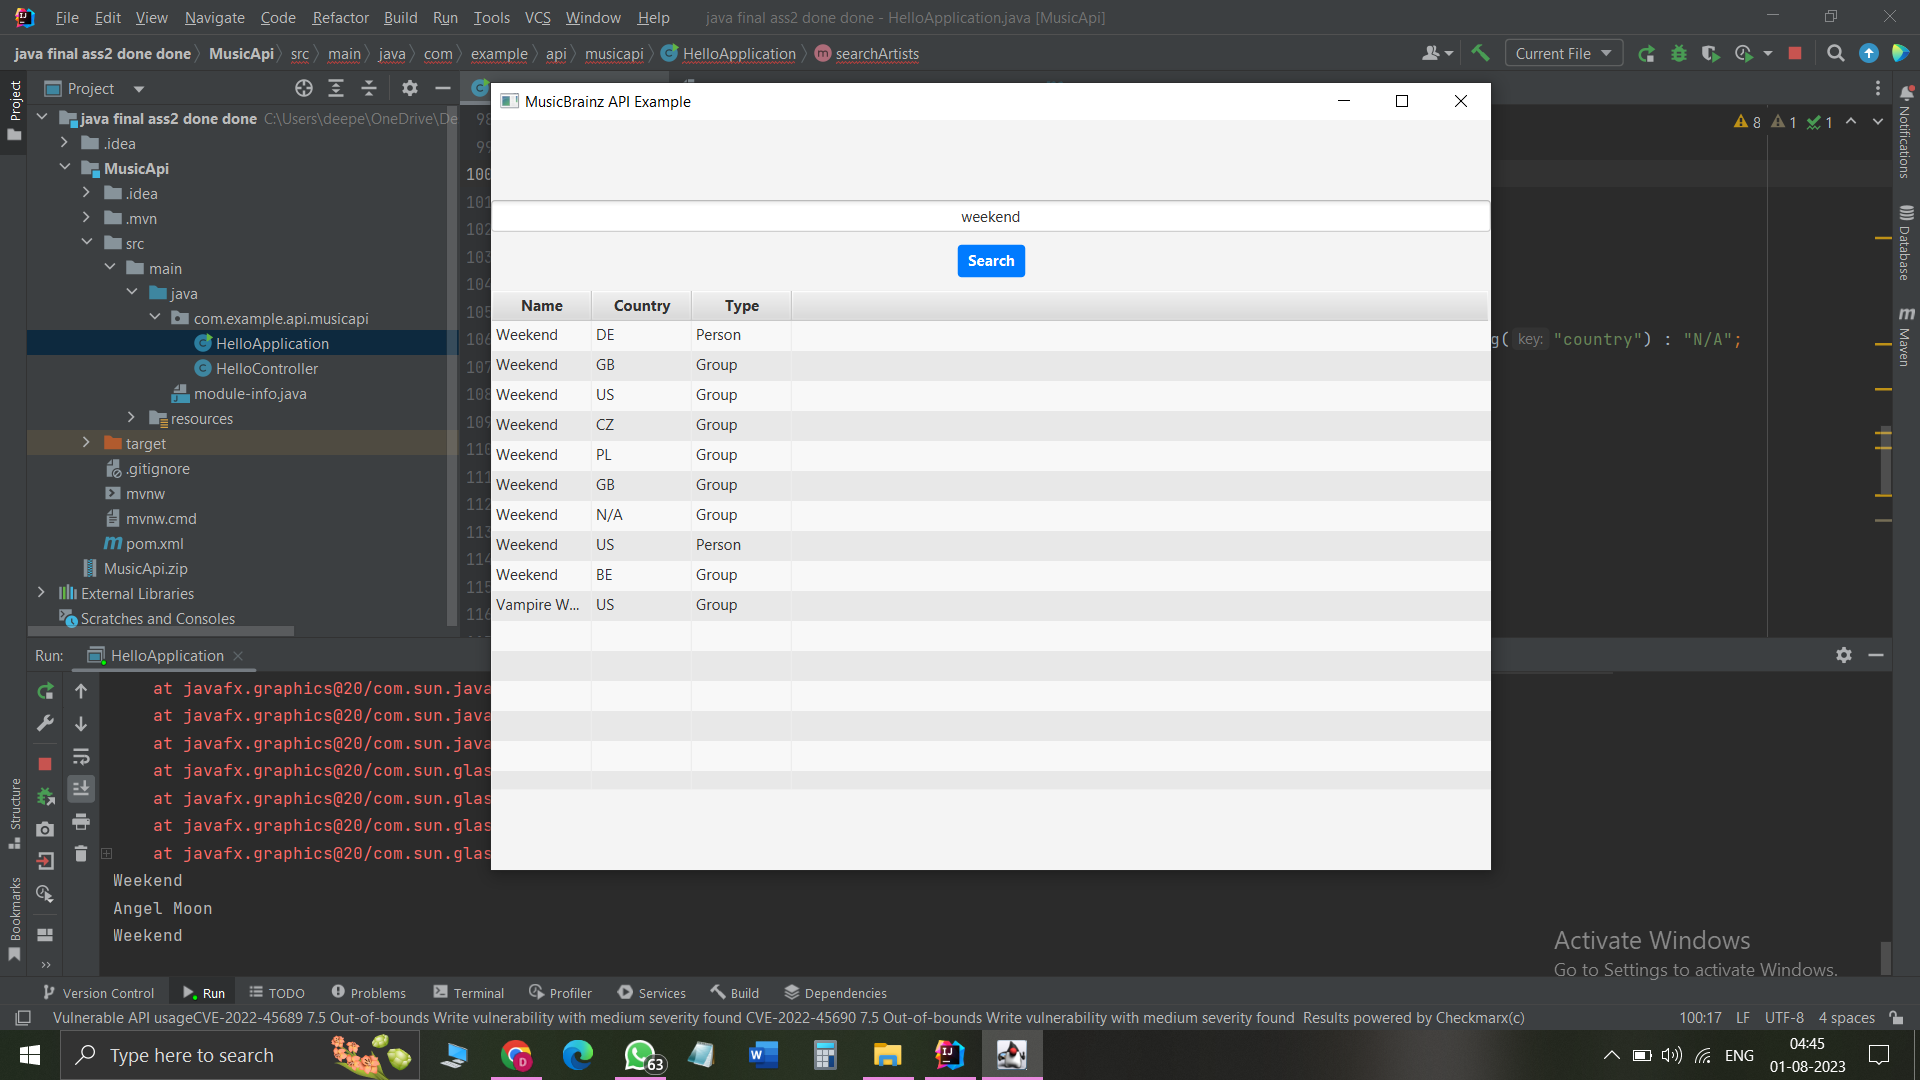 File Edit View Navigate Code Refactor Build Run Tools VCS Window Help java final ass2 done done - HelloApplication.java [MusicApi]
java final ass2 done done MusicApi src main java com example api musicapi HelloApplication searchArtists Current File
Project
Project
java final ass2 done done C:\Users\deepe\OneDrive\De
.idea
MusicApi
.idea
.mvn
src
main
java
com.example.api.musicapi
HelloApplication
HelloController
module-info.java
resources
target
.gitignore
mvnw
mvnw.cmd
pom.xml
MusicApi.zip
External Libraries
Scratches and Consoles
98
99
100
101
102
103
104
105
106
107
108
109
110
111
112
113
114
115
116
8 1 1
g( key: "country") : "N/A";
MusicBrainz API Example
weekend
Search
Name Country Type
Weekend DE Person
Weekend GB Group
Weekend US Group
Weekend CZ Group
Weekend PL Group
Weekend GB Group
Weekend N/A Group
Weekend US Person
Weekend BE Group
Vampire W... US Group
Notifications
Database
Maven
Run: HelloApplication
at javafx.graphics@20/com.sun.java
at javafx.graphics@20/com.sun.java
at javafx.graphics@20/com.sun.java
at javafx.graphics@20/com.sun.glas
at javafx.graphics@20/com.sun.glas
at javafx.graphics@20/com.sun.glas
at javafx.graphics@20/com.sun.glas
Weekend
Angel Moon
Weekend
Structure
Bookmarks
Activate Windows
Go to Settings to activate Windows.
Version Control Run TODO Problems Terminal Profiler Services Build Dependencies
Vulnerable API usageCVE-2022-45689 7.5 Out-of-bounds Write vulnerability with medium severity found CVE-2022-45690 7.5 Out-of-bounds Write vulnerability with medium severity found Results powered by Checkmarx(c) 100:17 LF UTF-8 4 spaces
Type here to search 63 ENG 04:45
01-08-2023